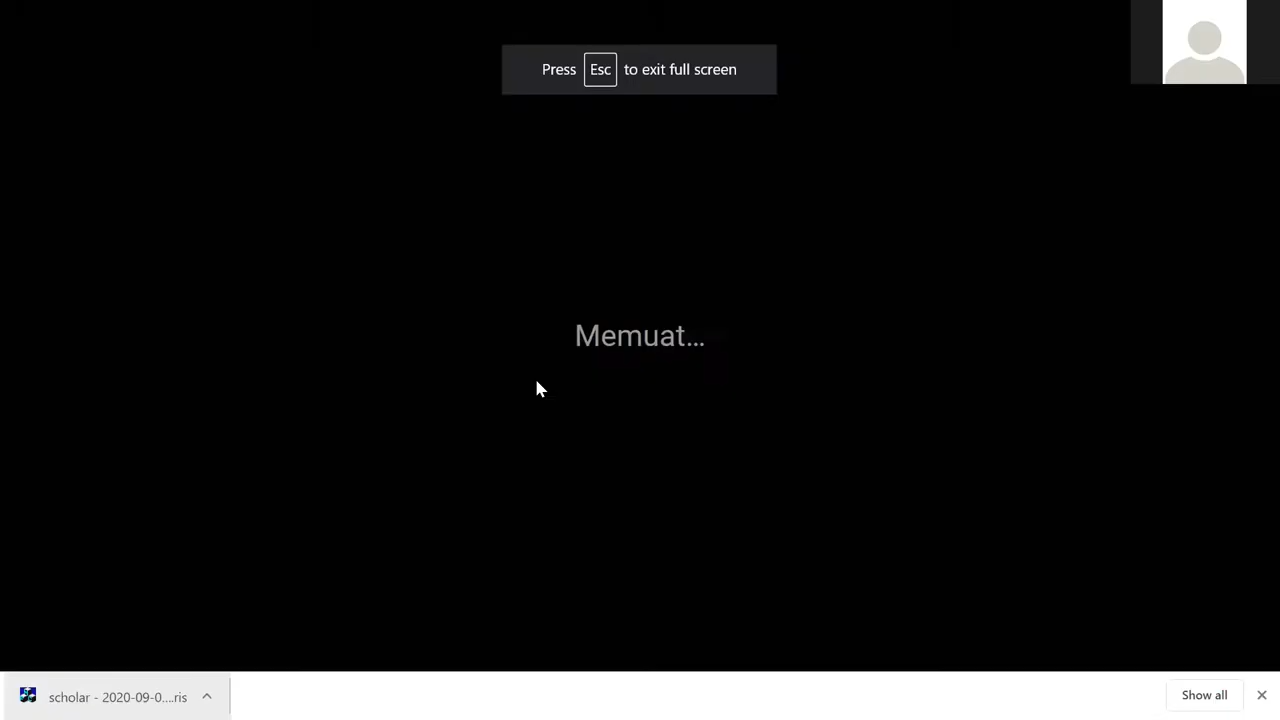 Press Esc to exit full screen
Memuat...
scholar - 2020-09-0....ris
Show all